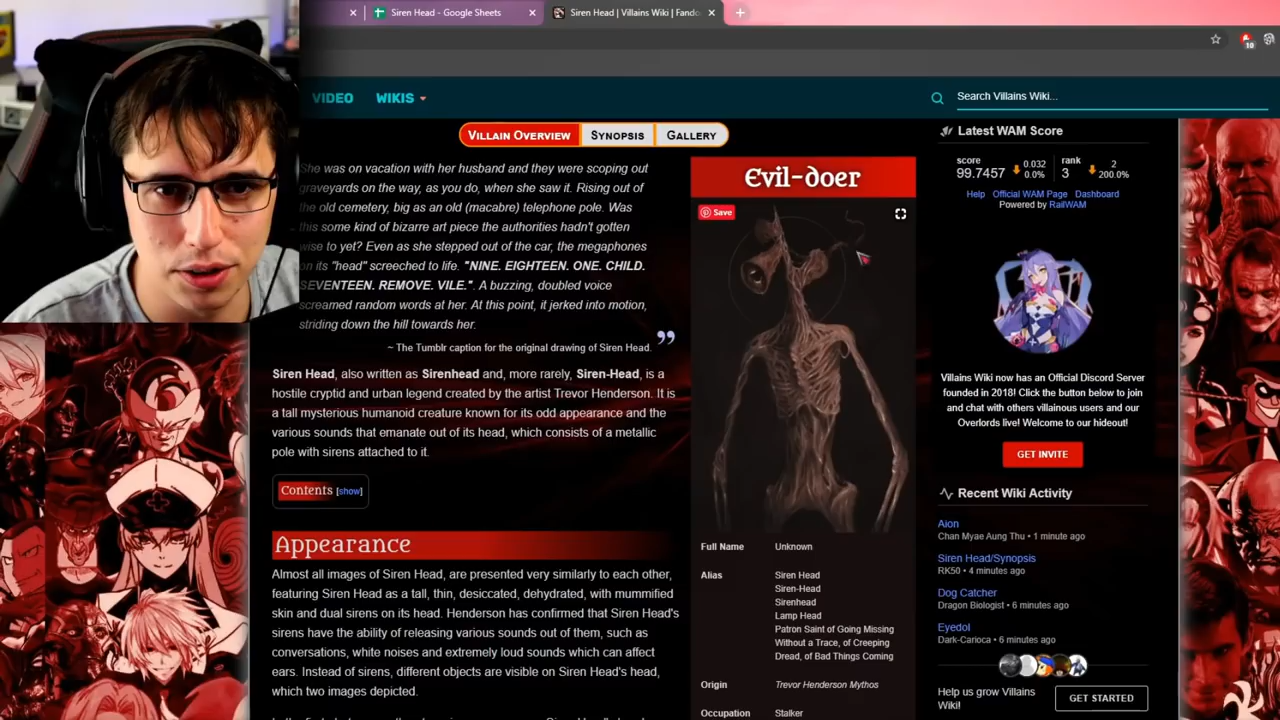 Siren Head - Google Sheets
Siren Head | Villains Wiki | Fando
10
VIDEO
WIKIS
Search Villains Wiki...
VILLAIN OVERVIEW
SYNOPSIS
GALLERY
She was on vacation with her husband and they were scoping out
graveyards on the way, as you do, when she saw it. Rising out of
the old cemetery, big as an old (macabre) telephone pole. Was
this some kind of bizarre art piece the authorities hadn't gotten
wise to yet? Even as she stepped out of the car, the megaphones
on its "head" screeched to life. "NINE. EIGHTEEN. ONE. CHILD.
SEVENTEEN. REMOVE. VILE.". A buzzing, doubled voice
screamed random words at her. At this point, it jerked into motion,
striding down the hill towards her.
~ The Tumblr caption for the original drawing of Siren Head.
Siren Head, also written as Sirenhead and, more rarely, Siren-Head, is a
hostile cryptid and urban legend created by the artist Trevor Henderson. It is
a tall mysterious humanoid creature known for its odd appearance and the
various sounds that emanate out of its head, which consists of a metallic
pole with sirens attached to it.
Contents [show]
Appearance
Almost all images of Siren Head, are presented very similarly to each other,
featuring Siren Head as a tall, thin, desiccated, dehydrated, with mummified
skin and dual sirens on its head. Henderson has confirmed that Siren Head's
sirens have the ability of releasing various sounds out of them, such as
conversations, white noises and extremely loud sounds which can affect
ears. Instead of sirens, different objects are visible on Siren Head's head,
which two images depicted.
Evil-doer
Save
Full Name Unknown
Alias Siren Head
Siren-Head
Sirenhead
Lamp Head
Patron Saint of Going Missing
Without a Trace, of Creeping
Dread, of Bad Things Coming
Origin Trevor Henderson Mythos
Occupation Stalker
Latest WAM Score
score 0.032 rank 2
99.7457 0.0% 3 200.0%
Help Official WAM Page Dashboard
Powered by RailWAM
Villains Wiki now has an Official Discord Server
founded in 2018! Click the button below to join
and chat with others villainous users and our
Overlords live! Welcome to our hideout!
GET INVITE
Recent Wiki Activity
Aion
Chan Myae Aung Thu • 1 minute ago
Siren Head/Synopsis
RK50 • 4 minutes ago
Dog Catcher
Dragon Biologist • 6 minutes ago
Eyedol
Dark-Carioca • 6 minutes ago
Help us grow Villains
Wiki!
GET STARTED